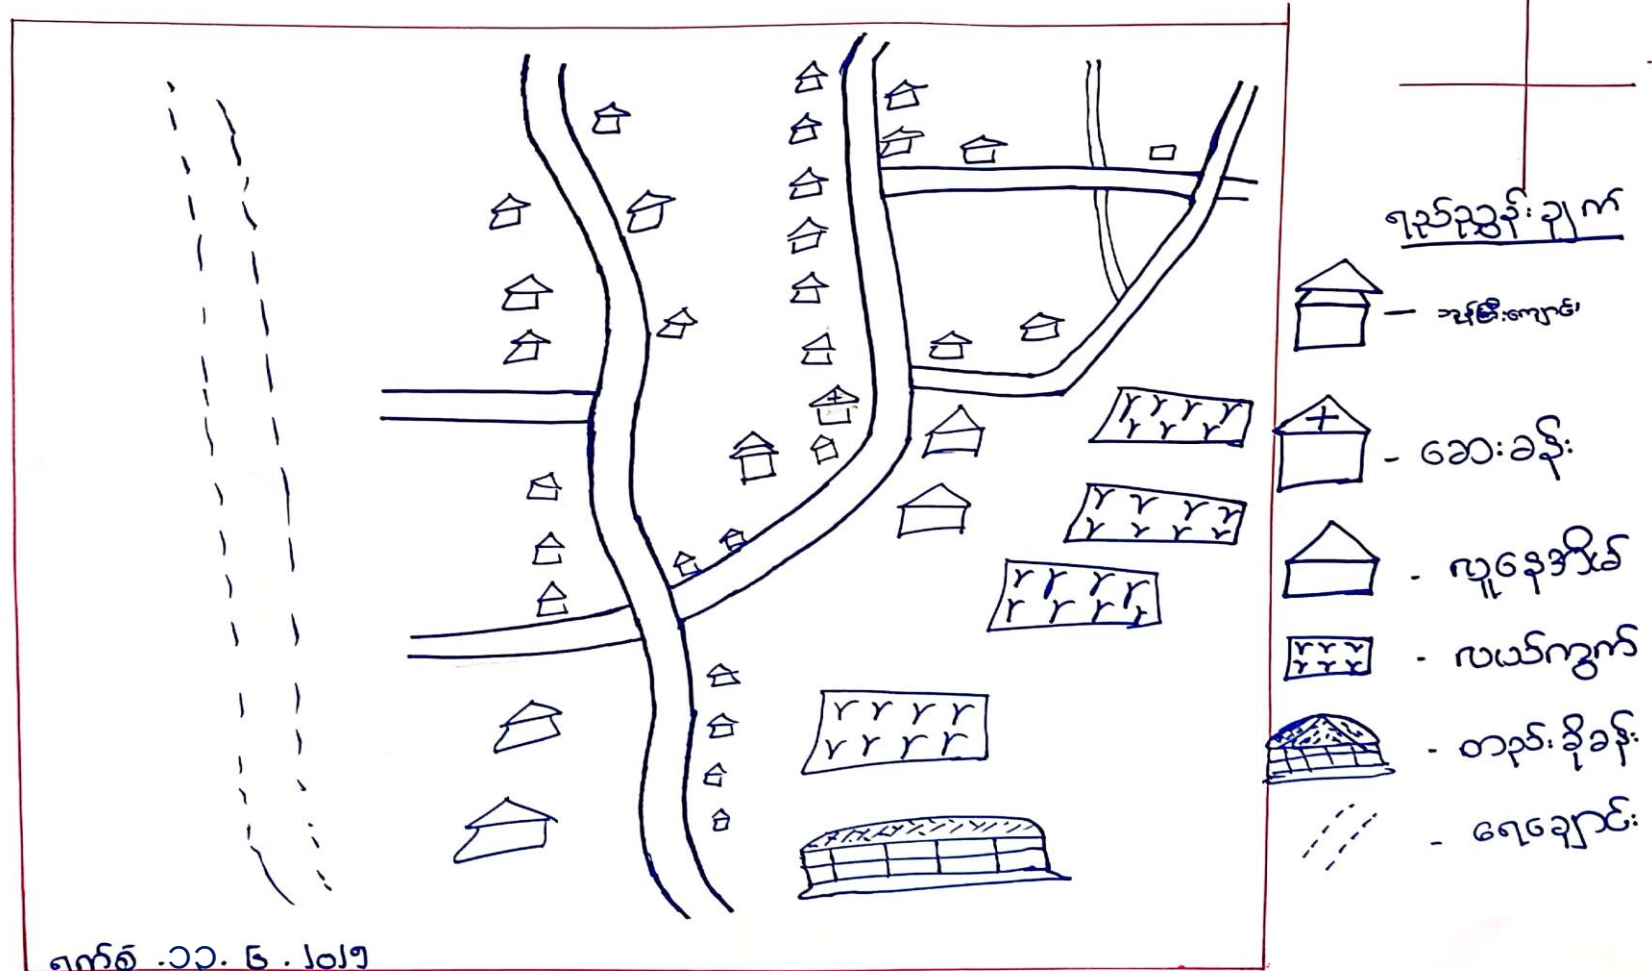 ရည်ညွှန်းချက်
- ဘုန်ကြီးကျောင်း
- ဆေးခန်း
- လူနေအိမ်
- လယ်ကွက်
- တည်းခိုခန်း
- ရေချောင်း
ရက်စွဲ . ၁၁. ၆ . ၂၀၂၅